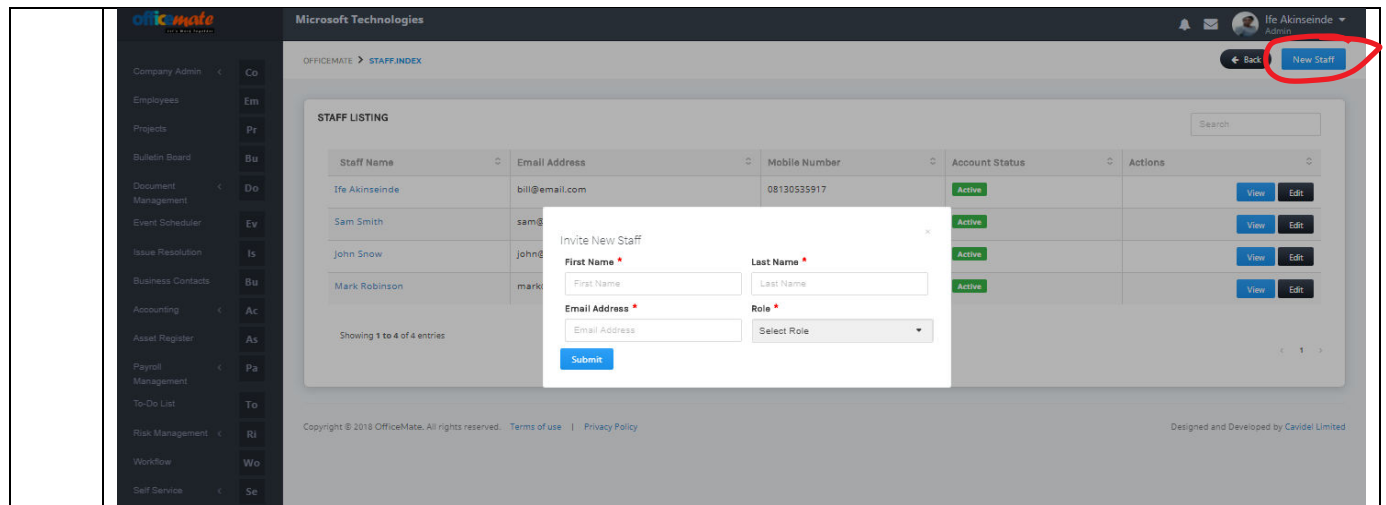 officemate
Let's Work Together
Microsoft Technologies
Ife Akinseinde
Admin
OFFICEMATE > STAFF.INDEX
← Back
New Staff
Company Admin < Co
Employees Em
Projects Pr
Bulletin Board Bu
Document Management < Do
Event Scheduler Ev
Issue Resolution Is
Business Contacts Bu
Accounting < Ac
Asset Register As
Payroll Management < Pa
To-Do List To
Risk Management < Ri
Workflow Wo
Self Service < Se
STAFF LISTING
Search
Staff Name Email Address Mobile Number Account Status Actions
Ife Akinseinde bill@email.com 08130535917 Active View Edit
Sam Smith sam@ Active View Edit
John Snow john@ Active View Edit
Mark Robinson mark Active View Edit
Invite New Staff ×
First Name * Last Name *
First Name Last Name
Email Address * Role *
Email Address Select Role
Submit
Showing 1 to 4 of 4 entries
< 1 >
Copyright © 2018 OfficeMate. All rights reserved. Terms of use | Privacy Policy
Designed and Developed by Cavidel Limited